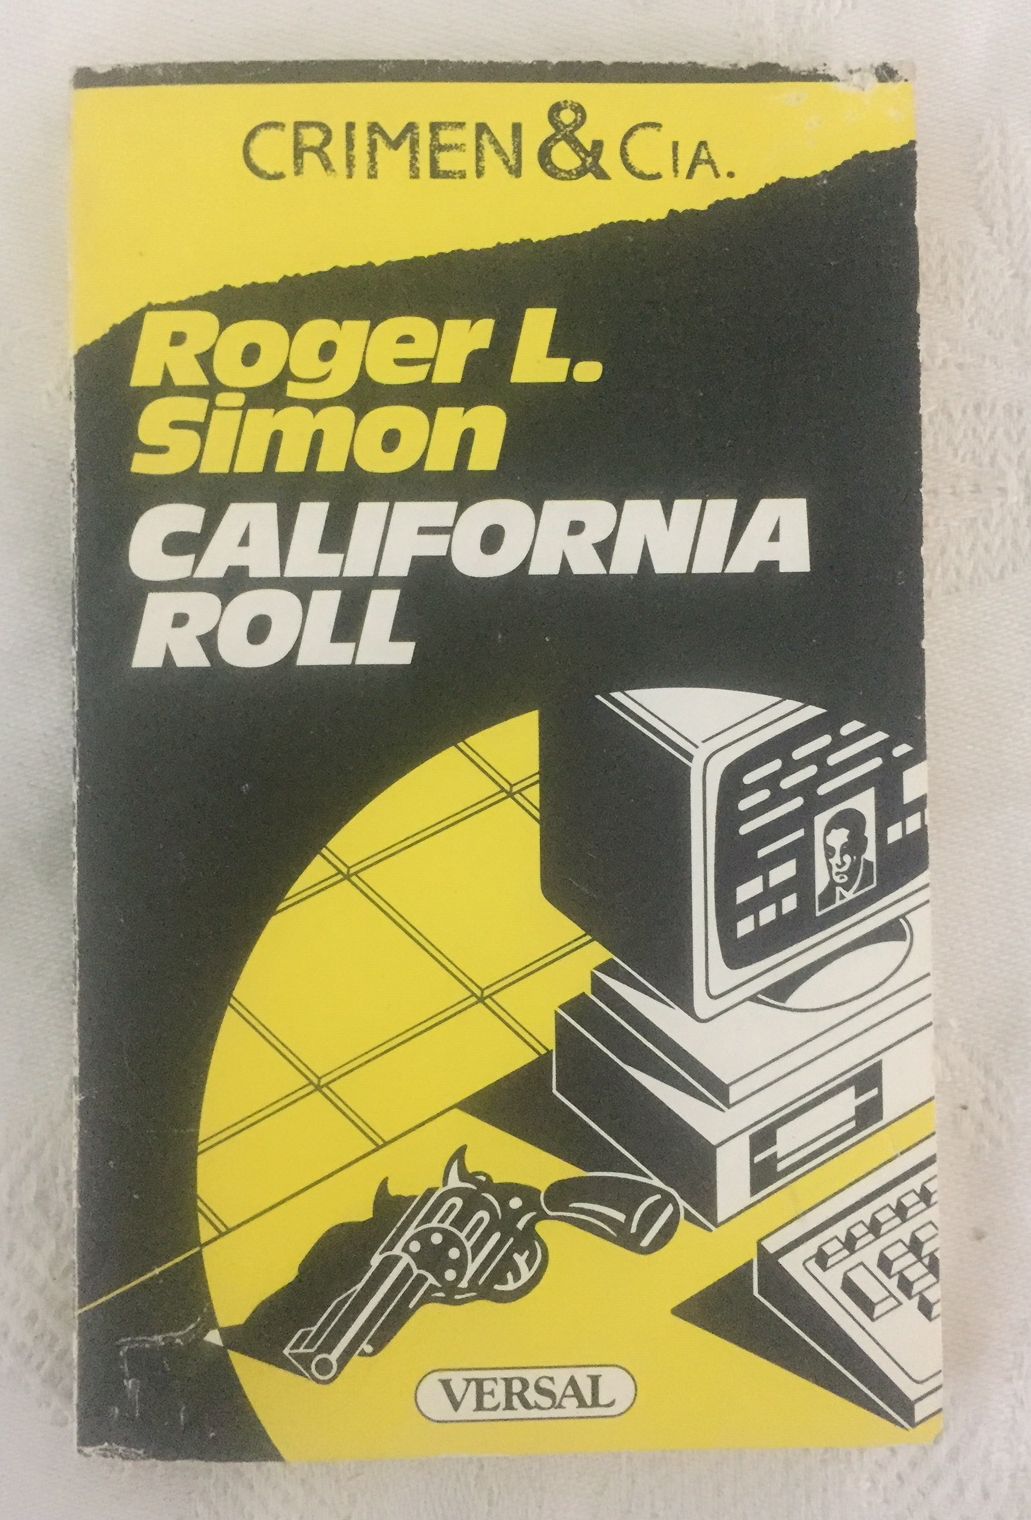 CRIMEN & CIA.
Roger L.
Simon
CALIFORNIA
ROLL
VERSAL